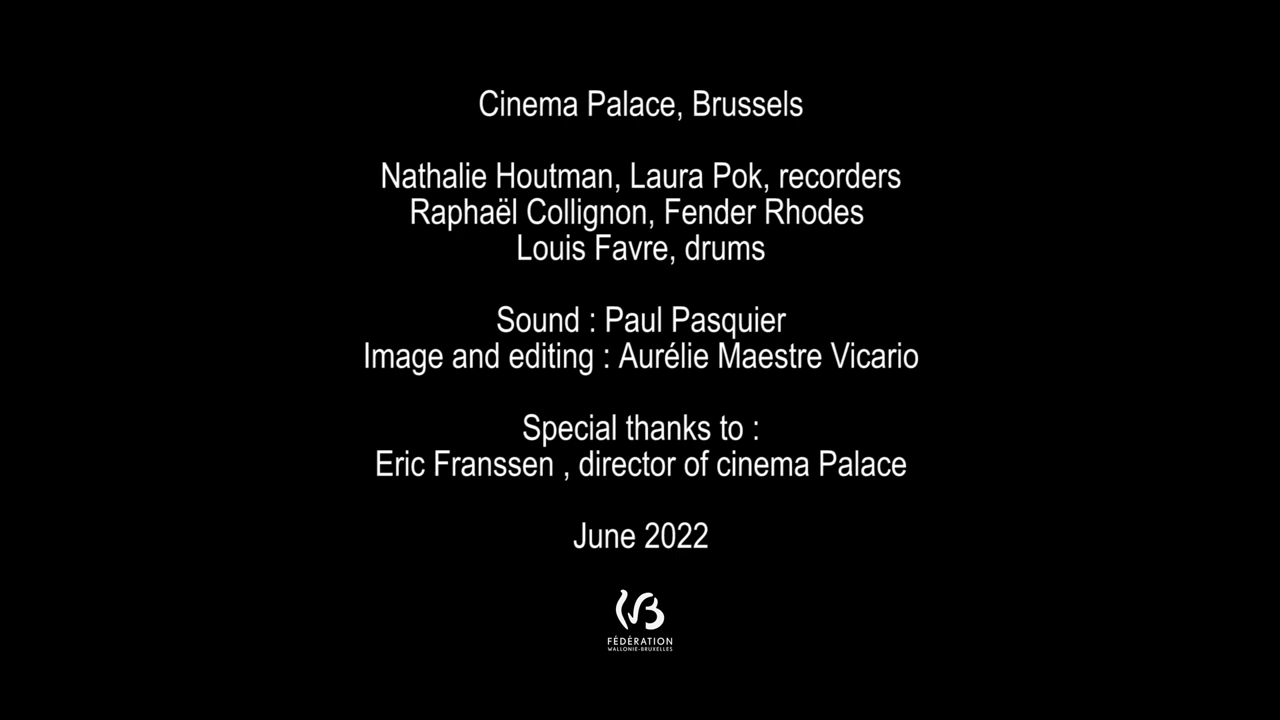 Cinema Palace, Brussels
Nathalie Houtman, Laura Pok, recorders
Raphaël Collignon, Fender Rhodes
Louis Favre, drums
Sound : Paul Pasquier
Image and editing : Aurélie Maestre Vicario
Special thanks to :
Eric Franssen , director of cinema Palace
June 2022
FÉDÉRATION
WALLONIE-BRUXELLES